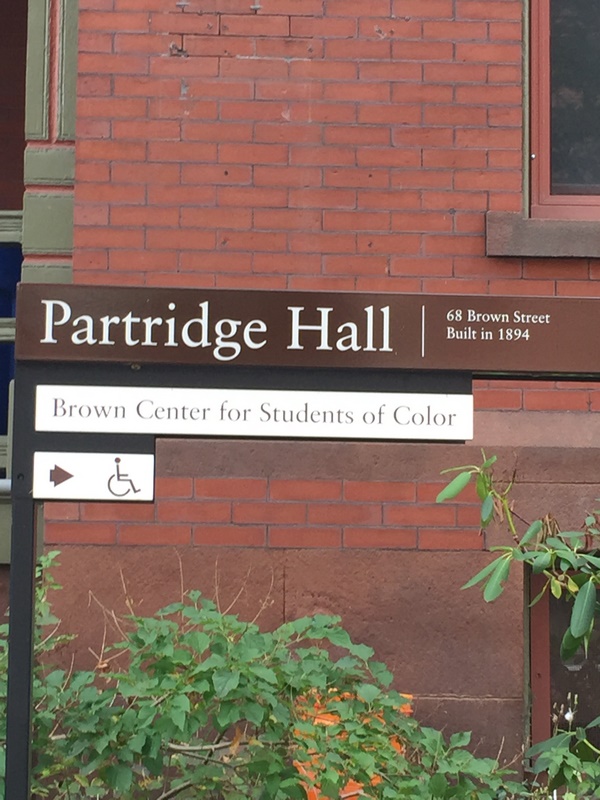 Partridge Hall
68 Brown Street
Built in 1894
Brown Center for Students of Color